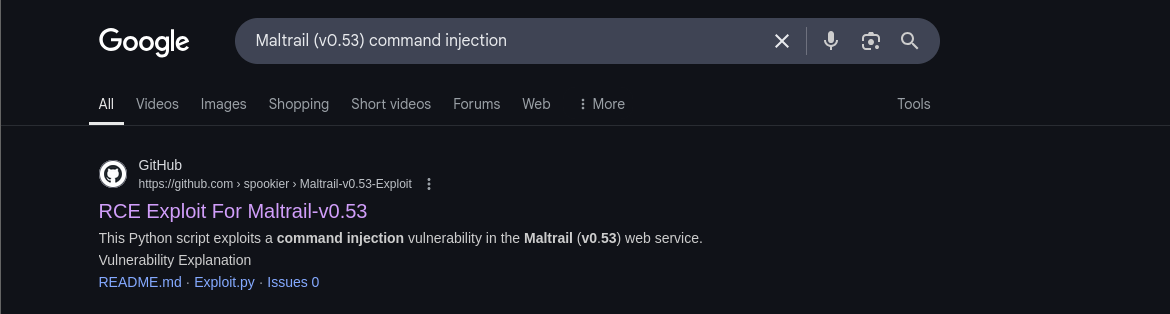 Google
Maltrail (v0.53) command injection
All Videos Images Shopping Short videos Forums Web More Tools
GitHub
https://github.com › spookier › Maltrail-v0.53-Exploit
RCE Exploit For Maltrail-v0.53
This Python script exploits a command injection vulnerability in the Maltrail (v0.53) web service.
Vulnerability Explanation
README.md · Exploit.py · Issues 0